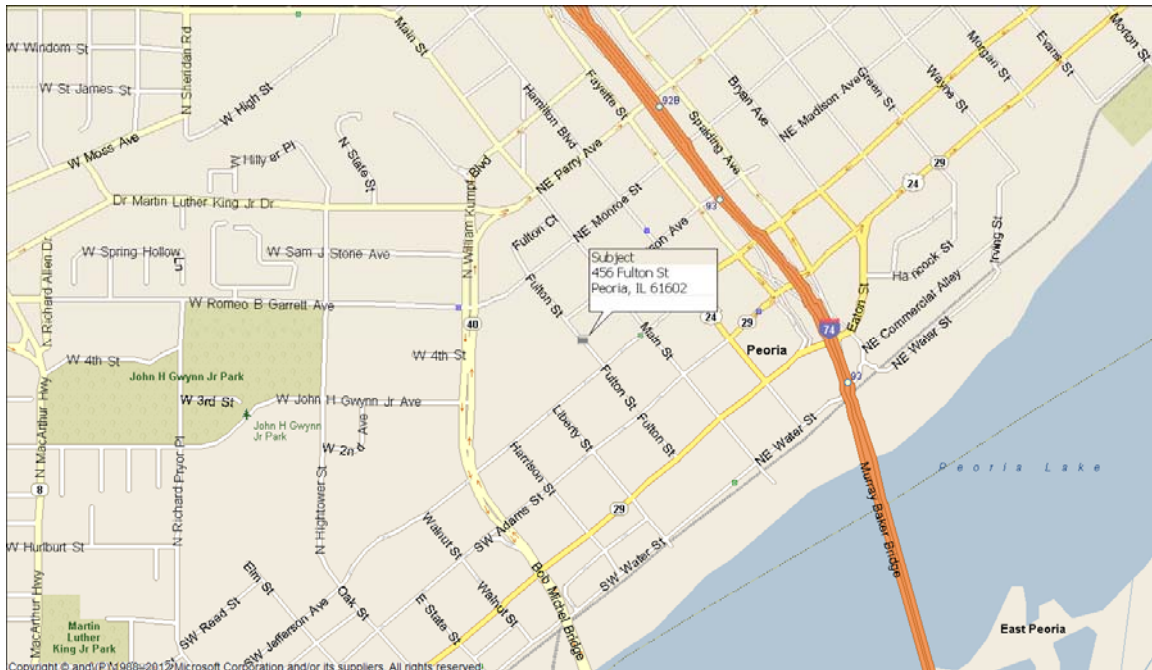 Main St
W Windom St
W St James St
N Sheridan Rd
W High St
W Moss Ave
N State St
W Hillyer Pl
Dr Martin Luther King Jr Dr
W Spring Hollow
Ln
W Sam J Stone Ave
N Richard Allen Dr
W Romeo B Garrett Ave
N William Kumpf Blvd
40
W 4th St
W 4th St
John H Gwynn Jr Park
W 3rd St
W John H Gwynn Jr Ave
John H Gwynn
Jr Park
W 2nd
Ave
N MacArthur Hwy
8
N Richard Pryor Pl
N Hightower St
W Hurlburt St
MacArthur Hwy
Martin
Luther
King Jr Park
SW Read St
Elm St
SW Jefferson Ave
Oak St
E State St
Walnut St
Walnut St
SW Adams St
Harrison St
Liberty St
29
Bob Michel Bridge
SW Water St
Fayette St
Hamilton Blvd
NE Perry Ave
92B
Spalding Ave
Bryan Ave
NE Madison Ave
Green St
Wayne St
Morgan St
Evans St
Morton St
29
24
93
NE Monroe St
Fulton Ct
Fulton St
Subject
456 Fulton St
Peoria, IL 61602
24
29
Main St
Peoria
74
Eaton St
Hancock St
Irving St
NE Commercial Alley
NE Water St
92
Fulton St
Fulton St
NE Water St
Murray Baker Bridge
Peoria Lake
East Peoria
Microsoft Corporation and/or its suppliers. All rights reserved.